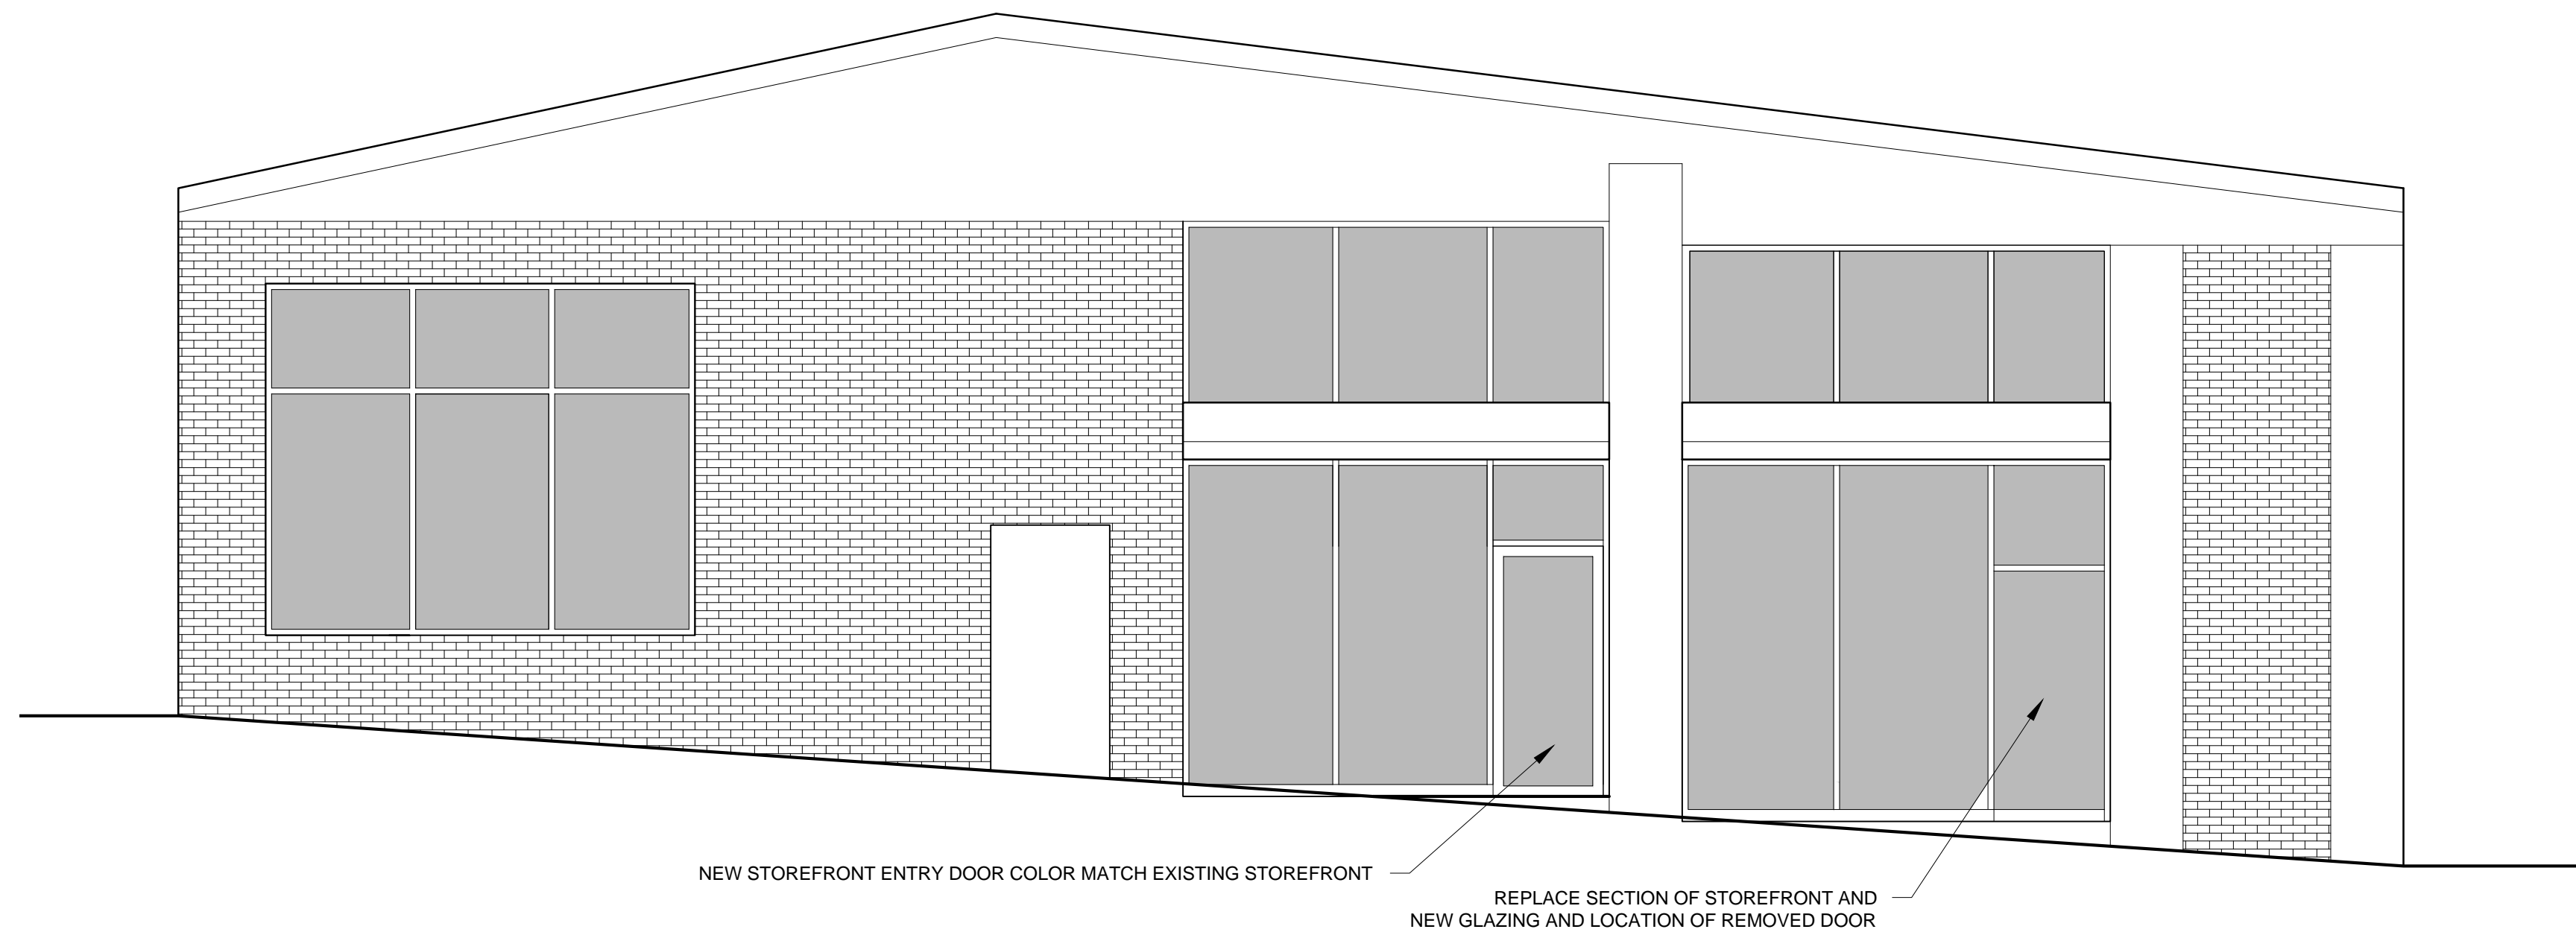 NEW STOREFRONT ENTRY DOOR COLOR MATCH EXISTING STOREFRONT
REPLACE SECTION OF STOREFRONT AND
NEW GLAZING AND LOCATION OF REMOVED DOOR